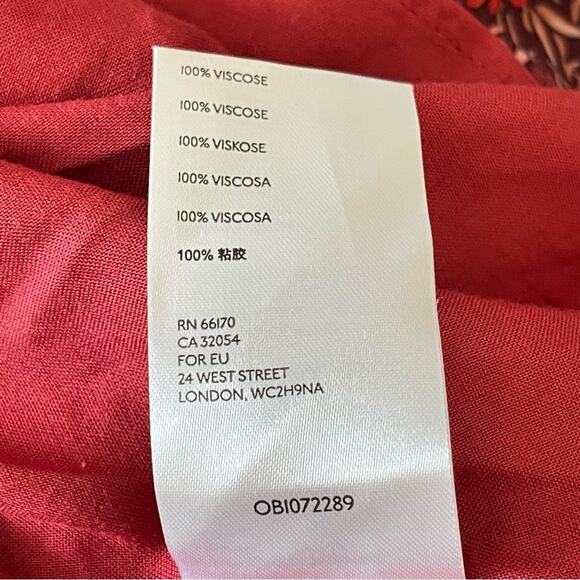 100% VISCOSE
100% VISCOSE
100% VISKOSE
100% VISCOSA
100% VISCOSA
100% 粘胶
RN 66170
CA 32054
FOR EU
24 WEST STREET
LONDON, WC2H9NA
OB1072289